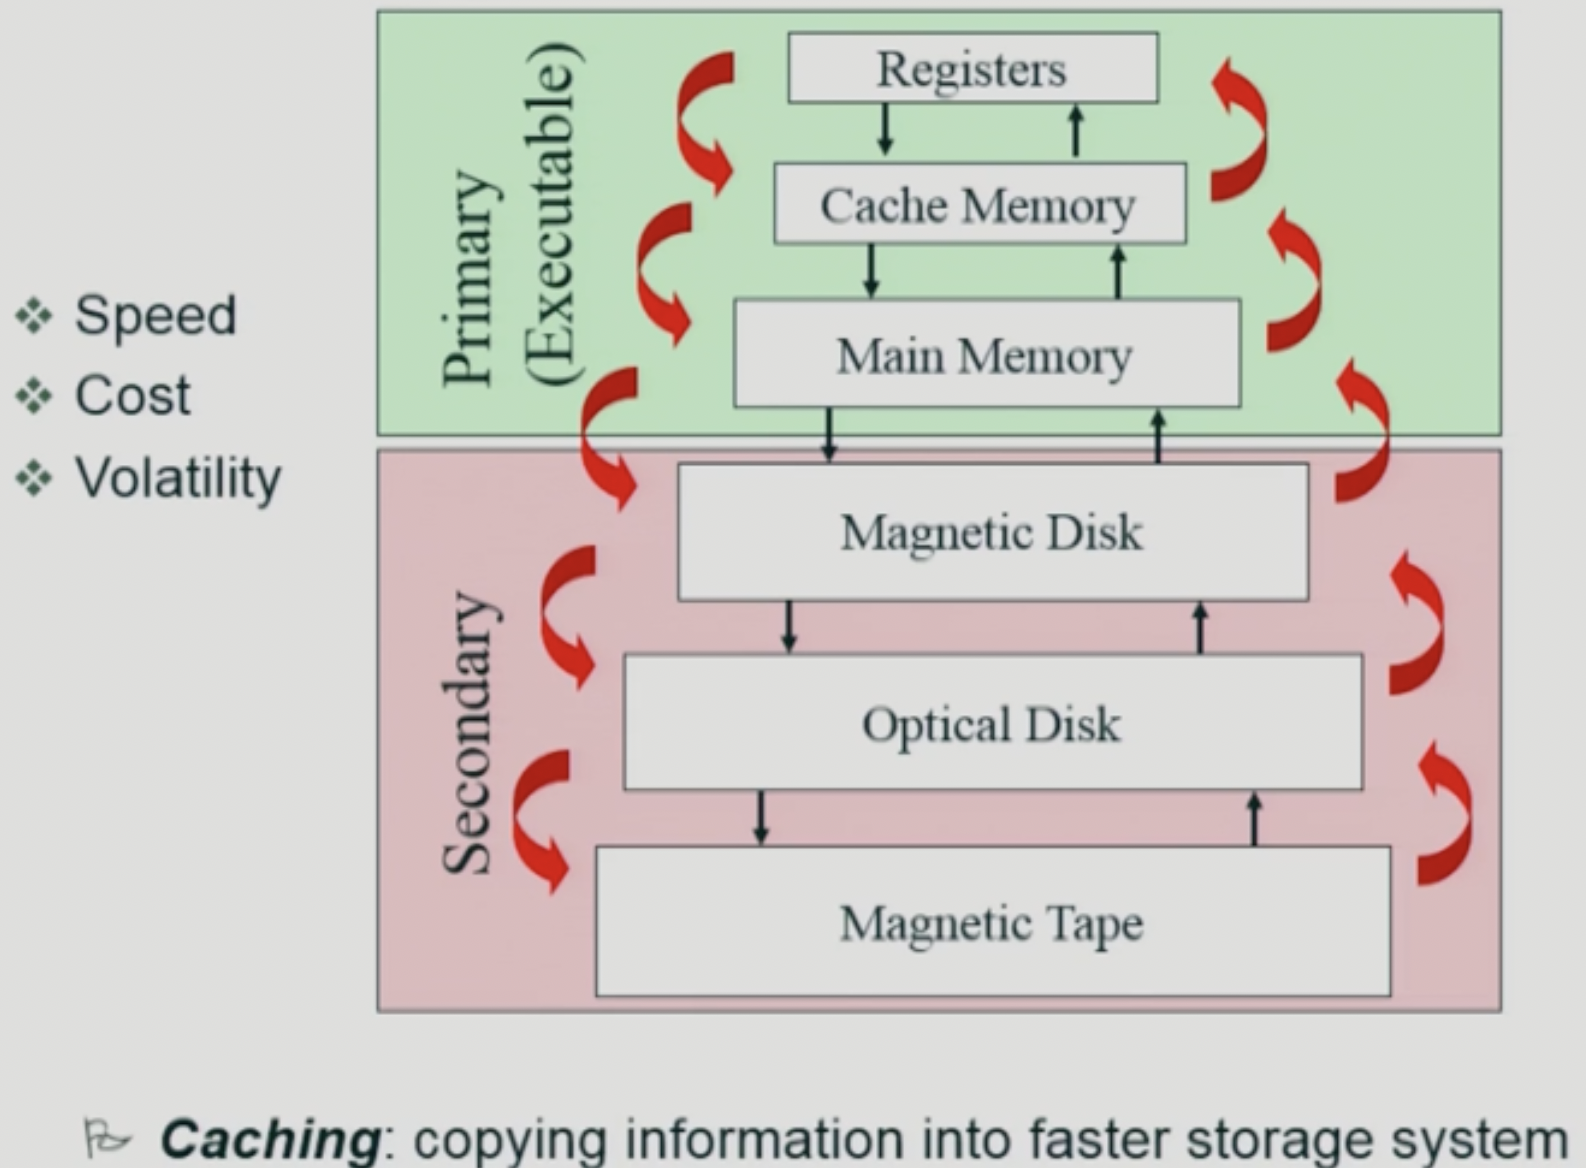 Speed
Cost
Volatility
Primary
(Executable)
Registers
Cache Memory
Main Memory
Secondary
Magnetic Disk
Optical Disk
Magnetic Tape
Caching: copying information into faster storage system